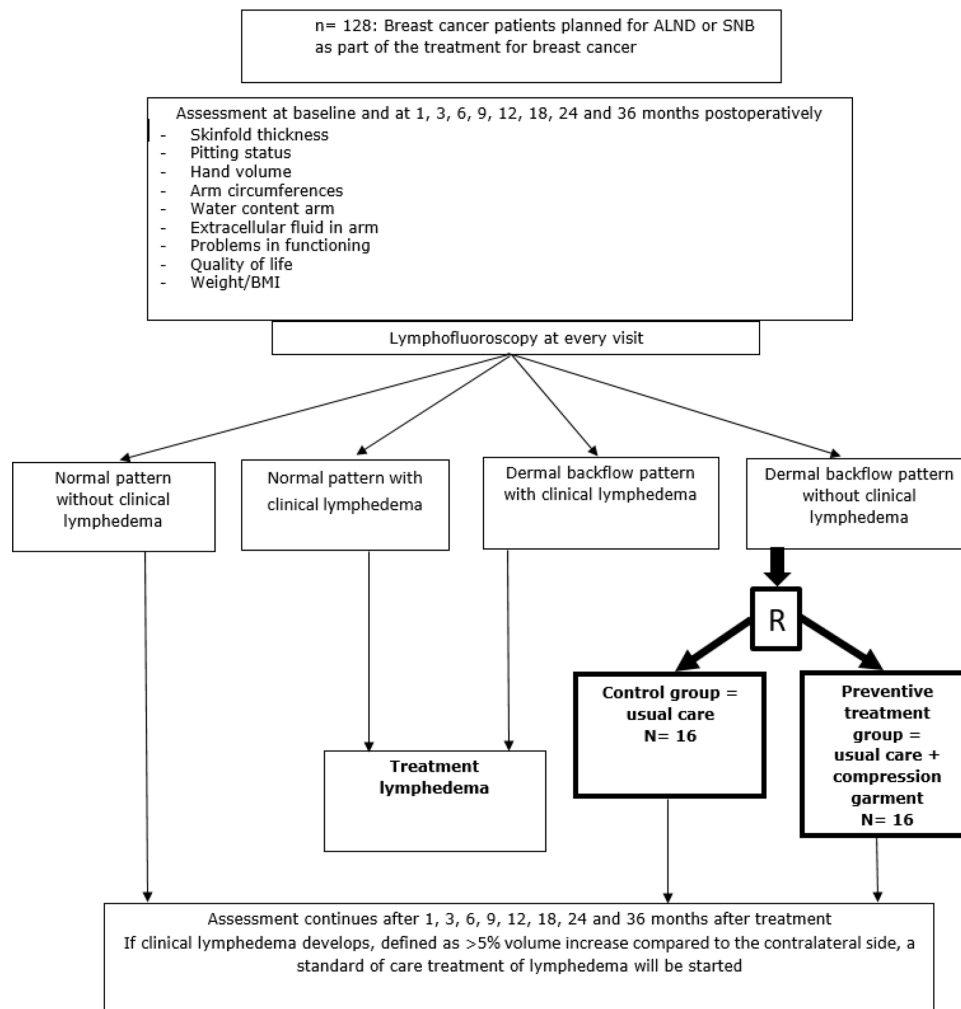 n= 128: Breast cancer patients planned for ALND or SNB
as part of the treatment for breast cancer
Assessment at baseline and at 1, 3, 6, 9, 12, 18, 24 and 36 months postoperatively
- Skinfold thickness
- Pitting status
- Hand volume
- Arm circumferences
- Water content arm
- Extracellular fluid in arm
- Problems in functioning
- Quality of life
- Weight/BMI
Lymphofluoroscopy at every visit
Normal pattern
without clinical
lymphedema
Normal pattern with
clinical lymphedema
Dermal backflow pattern
with clinical lymphedema
Dermal backflow pattern
without clinical
lymphedema
R
Control group =
usual care
N= 16
Preventive
treatment
group =
usual care +
compression
garment
N= 16
Treatment
lymphedema
Assessment continues after 1, 3, 6, 9, 12, 18, 24 and 36 months after treatment
If clinical lymphedema develops, defined as >5% volume increase compared to the contralateral side, a
standard of care treatment of lymphedema will be started